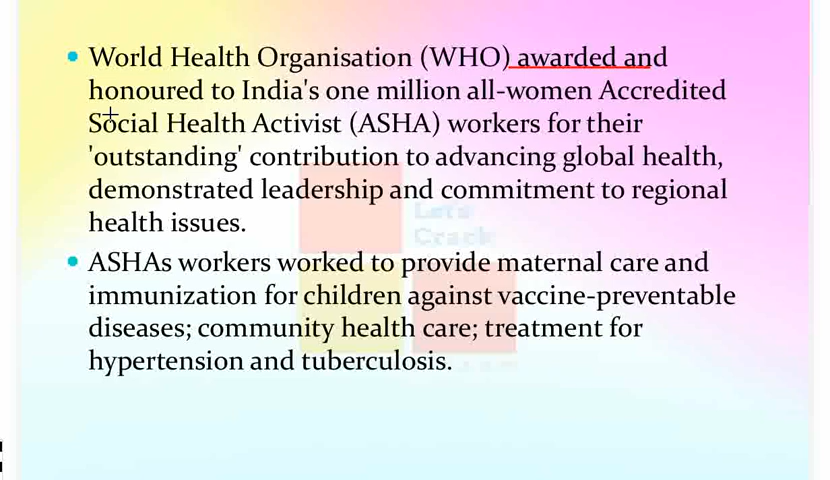 • World Health Organisation (WHO) awarded and
honoured to India's one million all-women Accredited
Social Health Activist (ASHA) workers for their
'outstanding' contribution to advancing global health,
demonstrated leadership and commitment to regional
health issues.
• ASHAs workers worked to provide maternal care and
immunization for children against vaccine-preventable
diseases; community health care; treatment for
hypertension and tuberculosis.
Let's
Crack